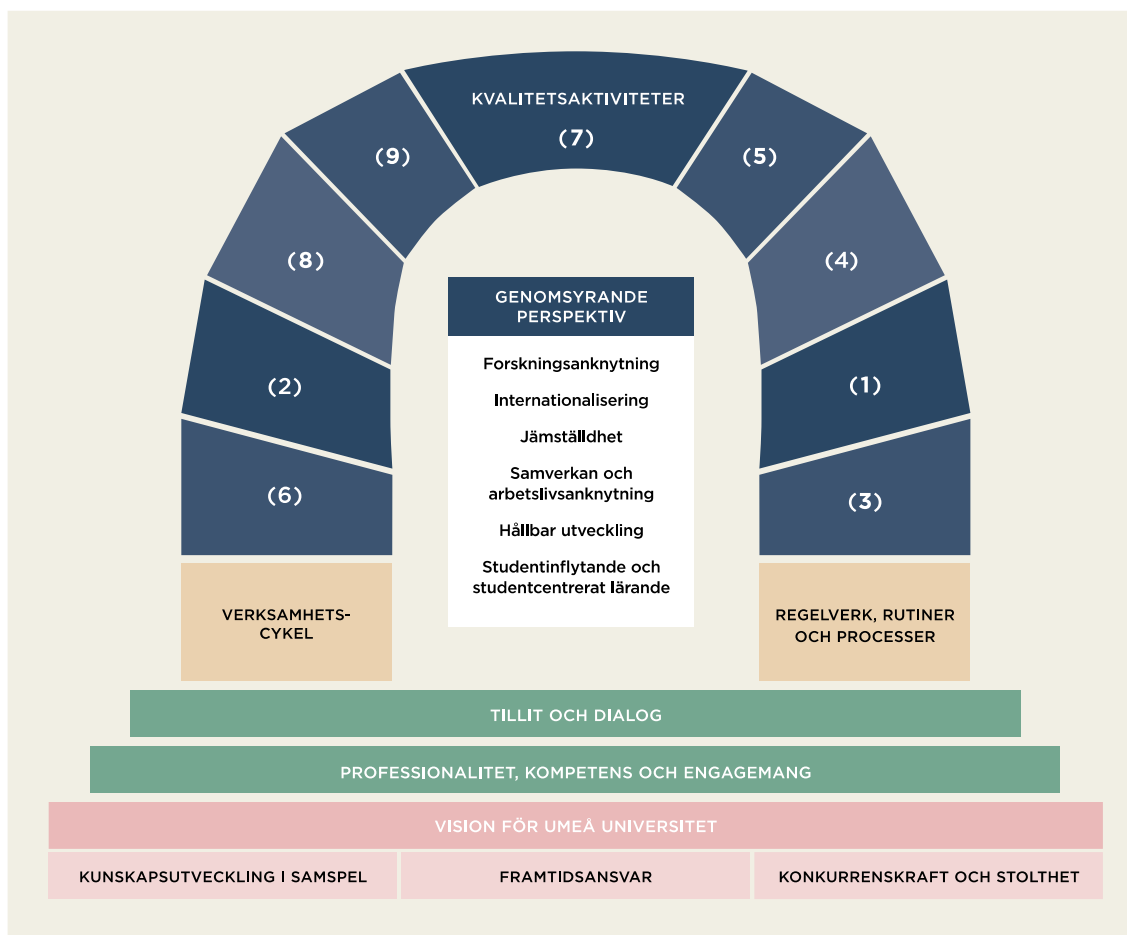 KVALITETSAKTIVITETER
(7)
(9)
(5)
(8)
(4)
(2)
(1)
(6)
(3)
GENOMSYRANDE
PERSPEKTIV
Forskningsanknytning
Internationalisering
Jämställdhet
Samverkan och
arbetslivsanknytning
Hållbar utveckling
Studentinflytande och
studentcentrerat lärande
VERKSAMHETS-
CYKEL
REGELVERK, RUTINER
OCH PROCESSER
TILLIT OCH DIALOG
PROFESSIONALITET, KOMPETENS OCH ENGAGEMANG
VISION FÖR UMEÅ UNIVERSITET
KUNSKAPSUTVECKLING I SAMSPEL
FRAMTIDSANSVAR
KONKURRENSKRAFT OCH STOLTHET